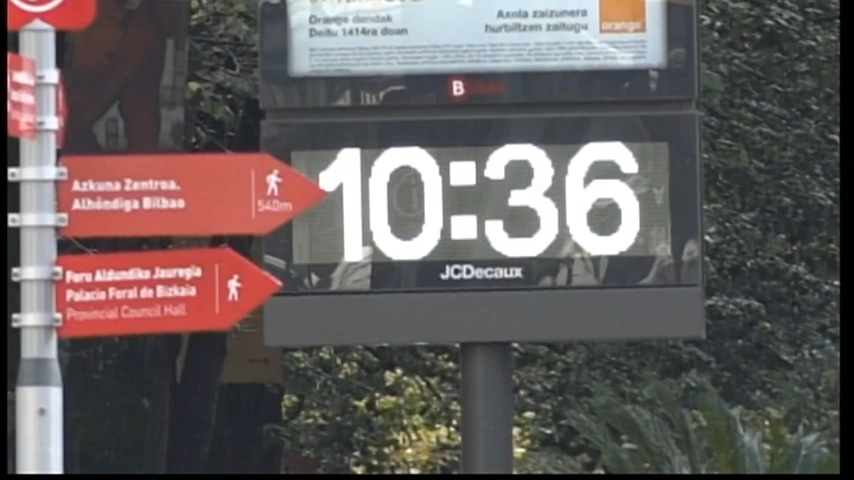 Orange dendak
Deitu 1414ra doan
Axola zaizunera
hurbiltzen zaitugu
orange
B
10:36
JCDecaux
Azkuna Zentroa.
Alhóndiga Bilbao
540m
Foru Aldundiko Jauregia
Palacio Foral de Bizkaia
Provincial Council Hall